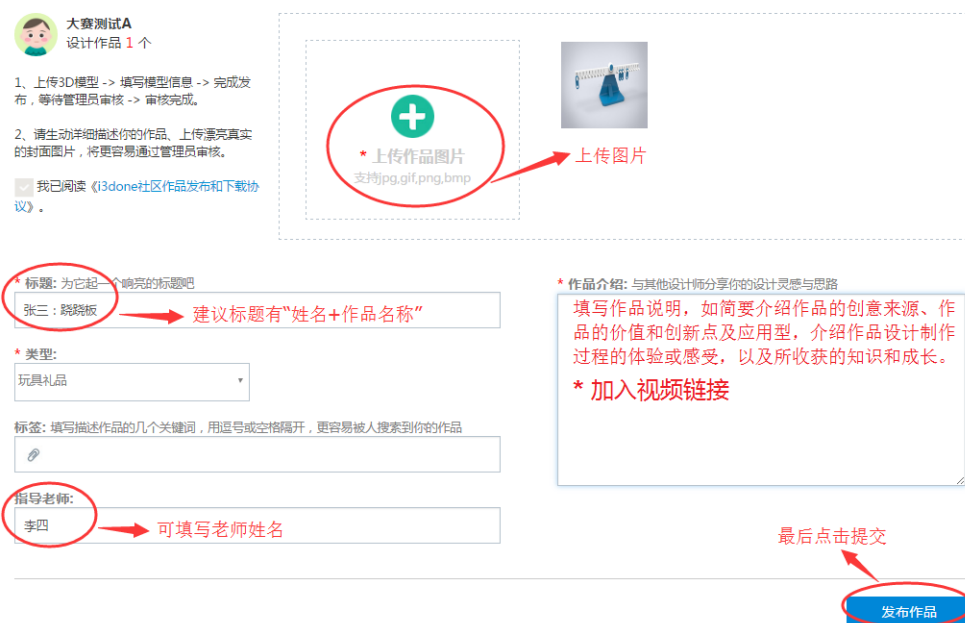 大赛测试A
设计作品 1 个
1、上传3D模型 -> 填写模型信息 -> 完成发
布，等待管理员审核 -> 审核完成。
2、请生动详细描述你的作品、上传漂亮真实
的封面图片，将更容易通过管理员审核。
我已阅读《i3done社区作品发布和下载协
议》。
* 上传作品图片
支持jpg,gif,png,bmp
上传图片
* 标题: 为它起一个响亮的标题吧
张三：跷跷板
建议标题有“姓名+作品名称”
* 类型:
玩具礼品
标签: 填写描述作品的几个关键词，用逗号或空格隔开，更容易被人搜索到你的作品
指导老师:
李四
可填写老师姓名
* 作品介绍: 与其他设计师分享你的设计灵感与思路
填写作品说明，如简要介绍作品的创意来源、作
品的价值和创新点及应用型，介绍作品设计制作
过程的体验或感受，以及所收获的知识和成长。
* 加入视频链接
最后点击提交
发布作品